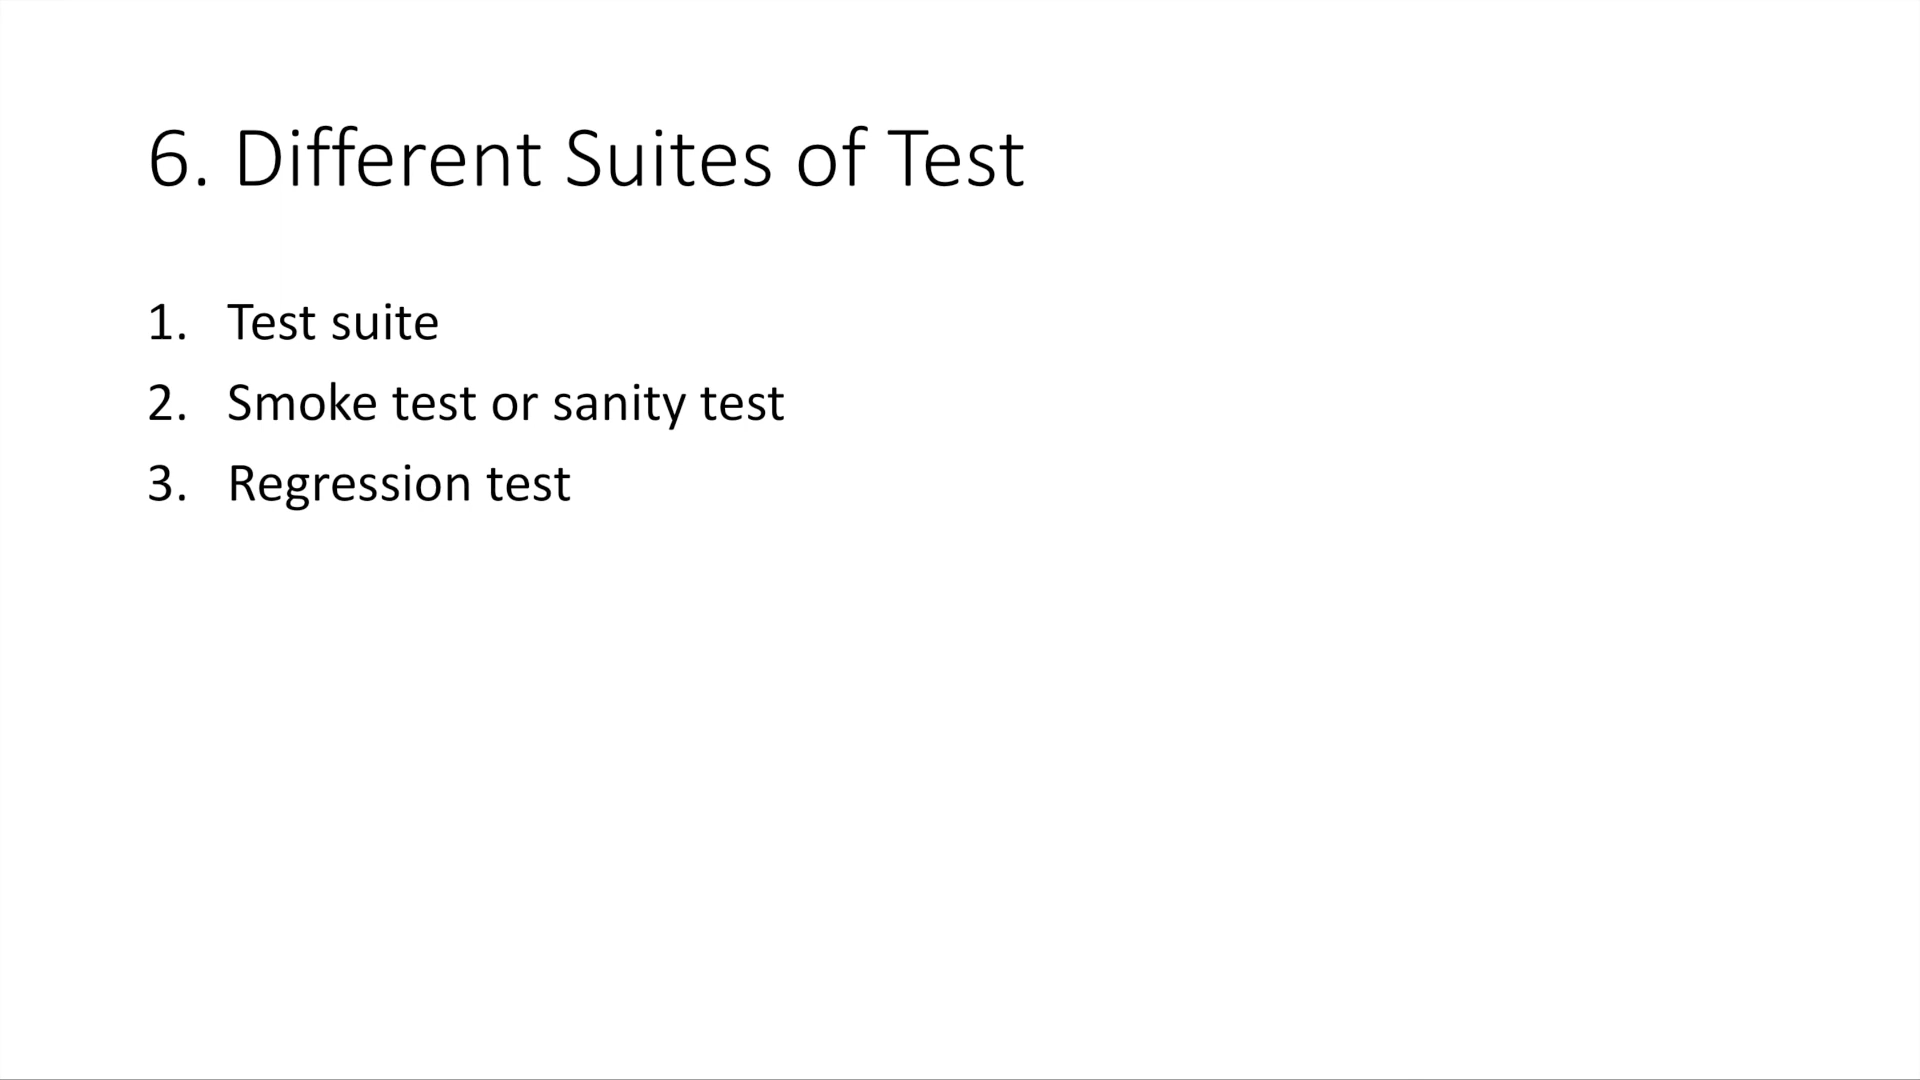 6. Different Suites of Test
1. Test suite
2. Smoke test or sanity test
3. Regression test